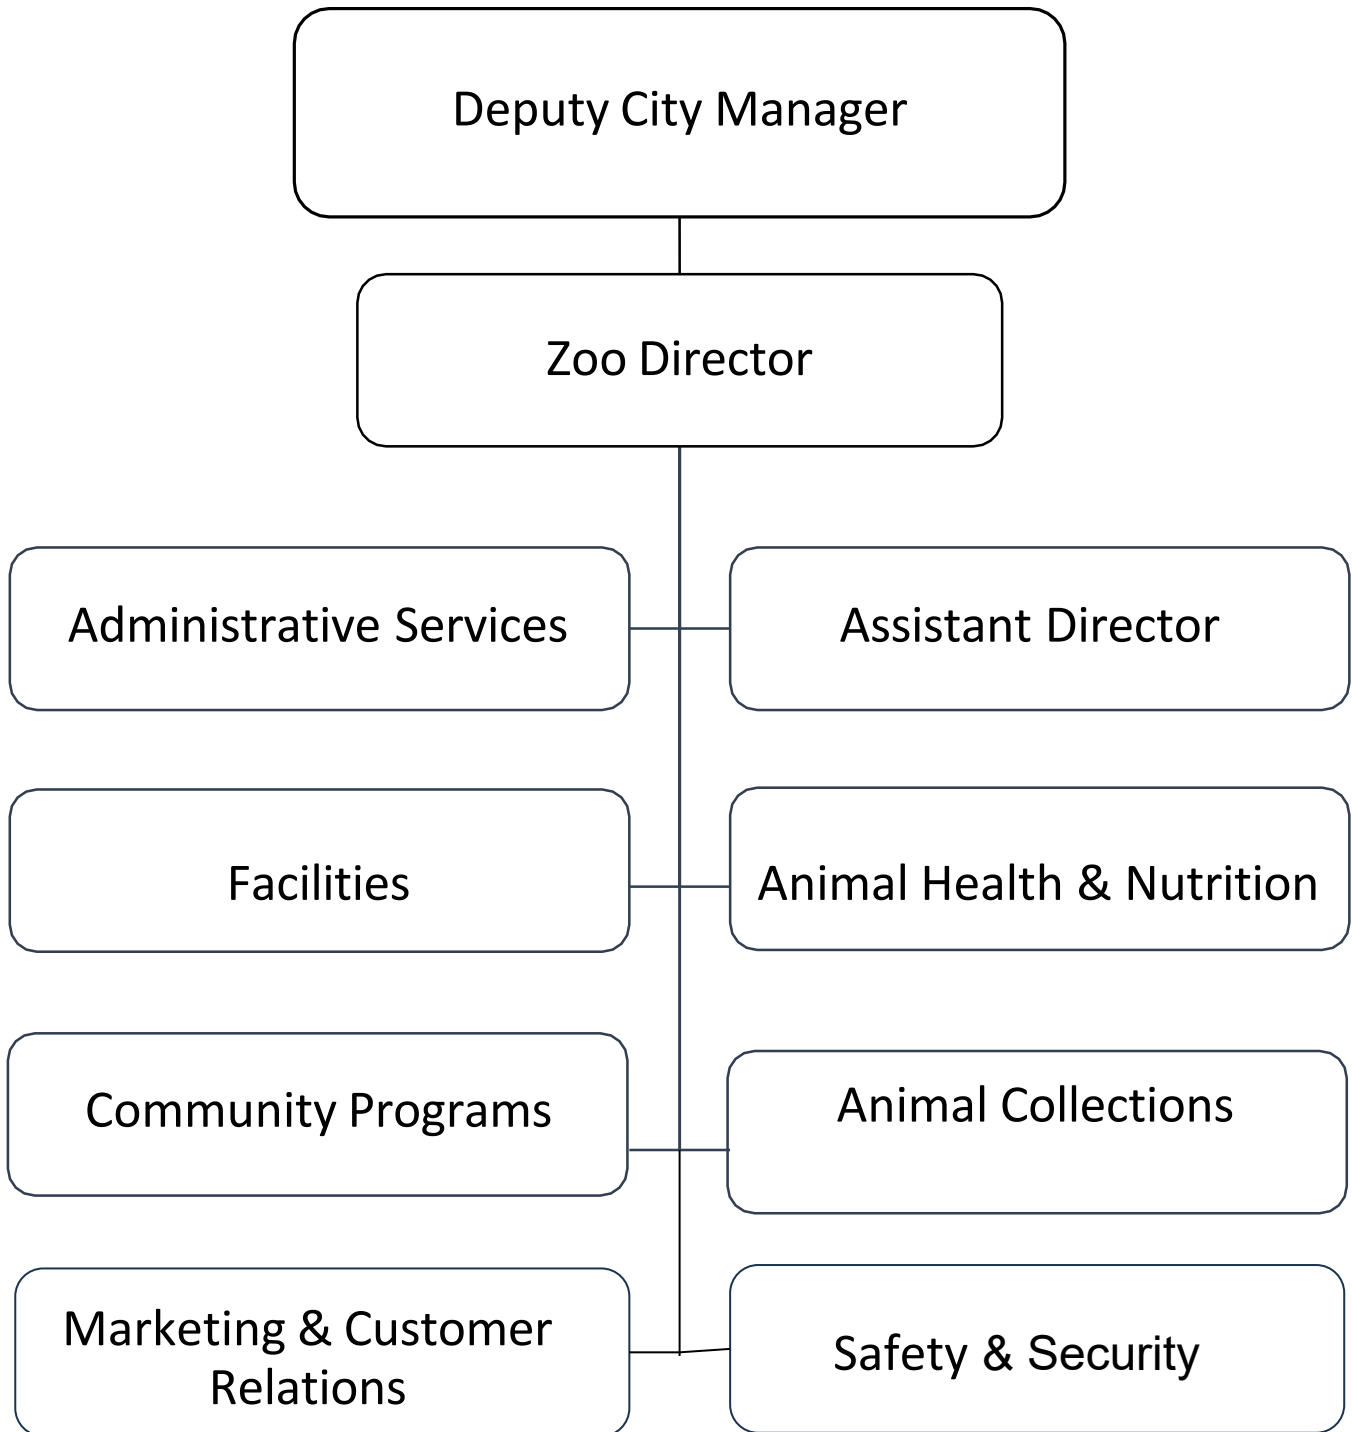 Deputy City Manager
Zoo Director
Administrative Services
Assistant Director
Facilities
Animal Health & Nutrition
Community Programs
Animal Collections
Marketing & Customer
Relations
Safety & Security